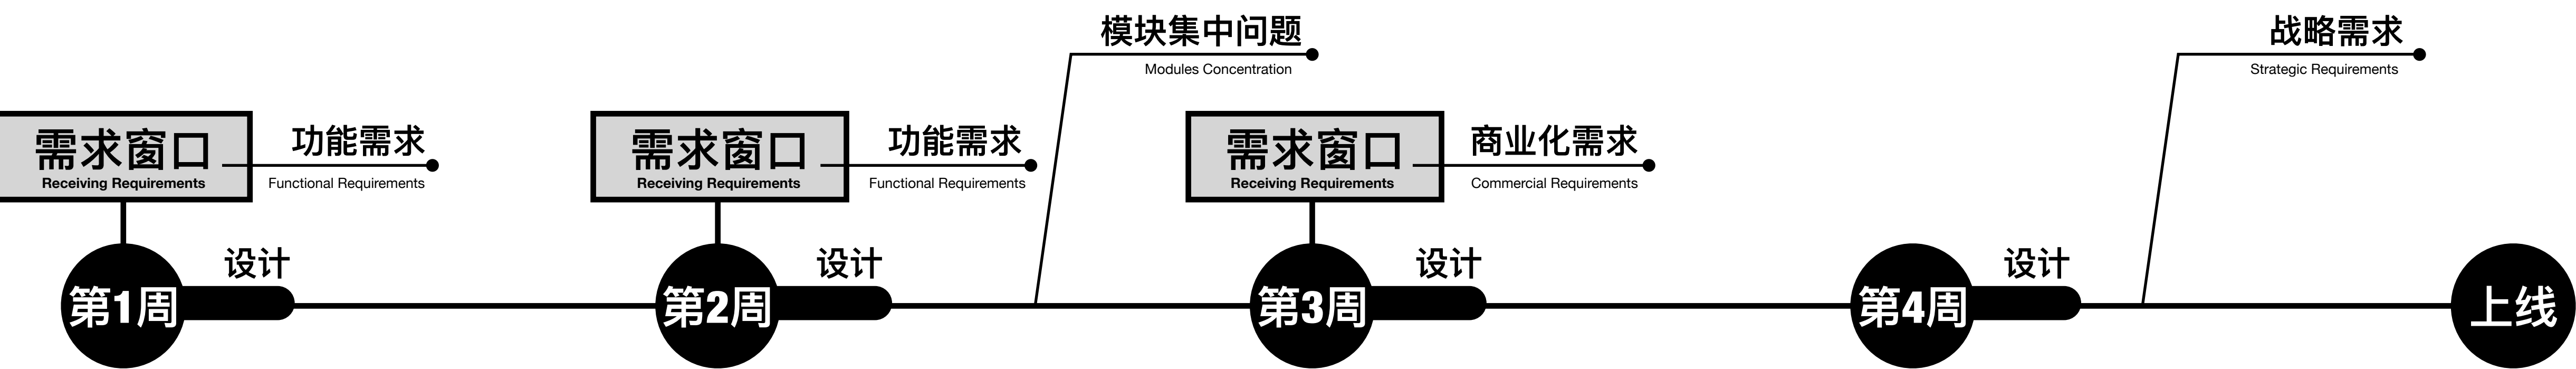 模块集中问题
Modules Concentration
战略需求
Strategic Requirements
需求窗口
Receiving Requirements
功能需求
Functional Requirements
需求窗口
Receiving Requirements
功能需求
Functional Requirements
需求窗口
Receiving Requirements
商业化需求
Commercial Requirements
设计
设计
设计
设计
第1周
第2周
第3周
第4周
上线